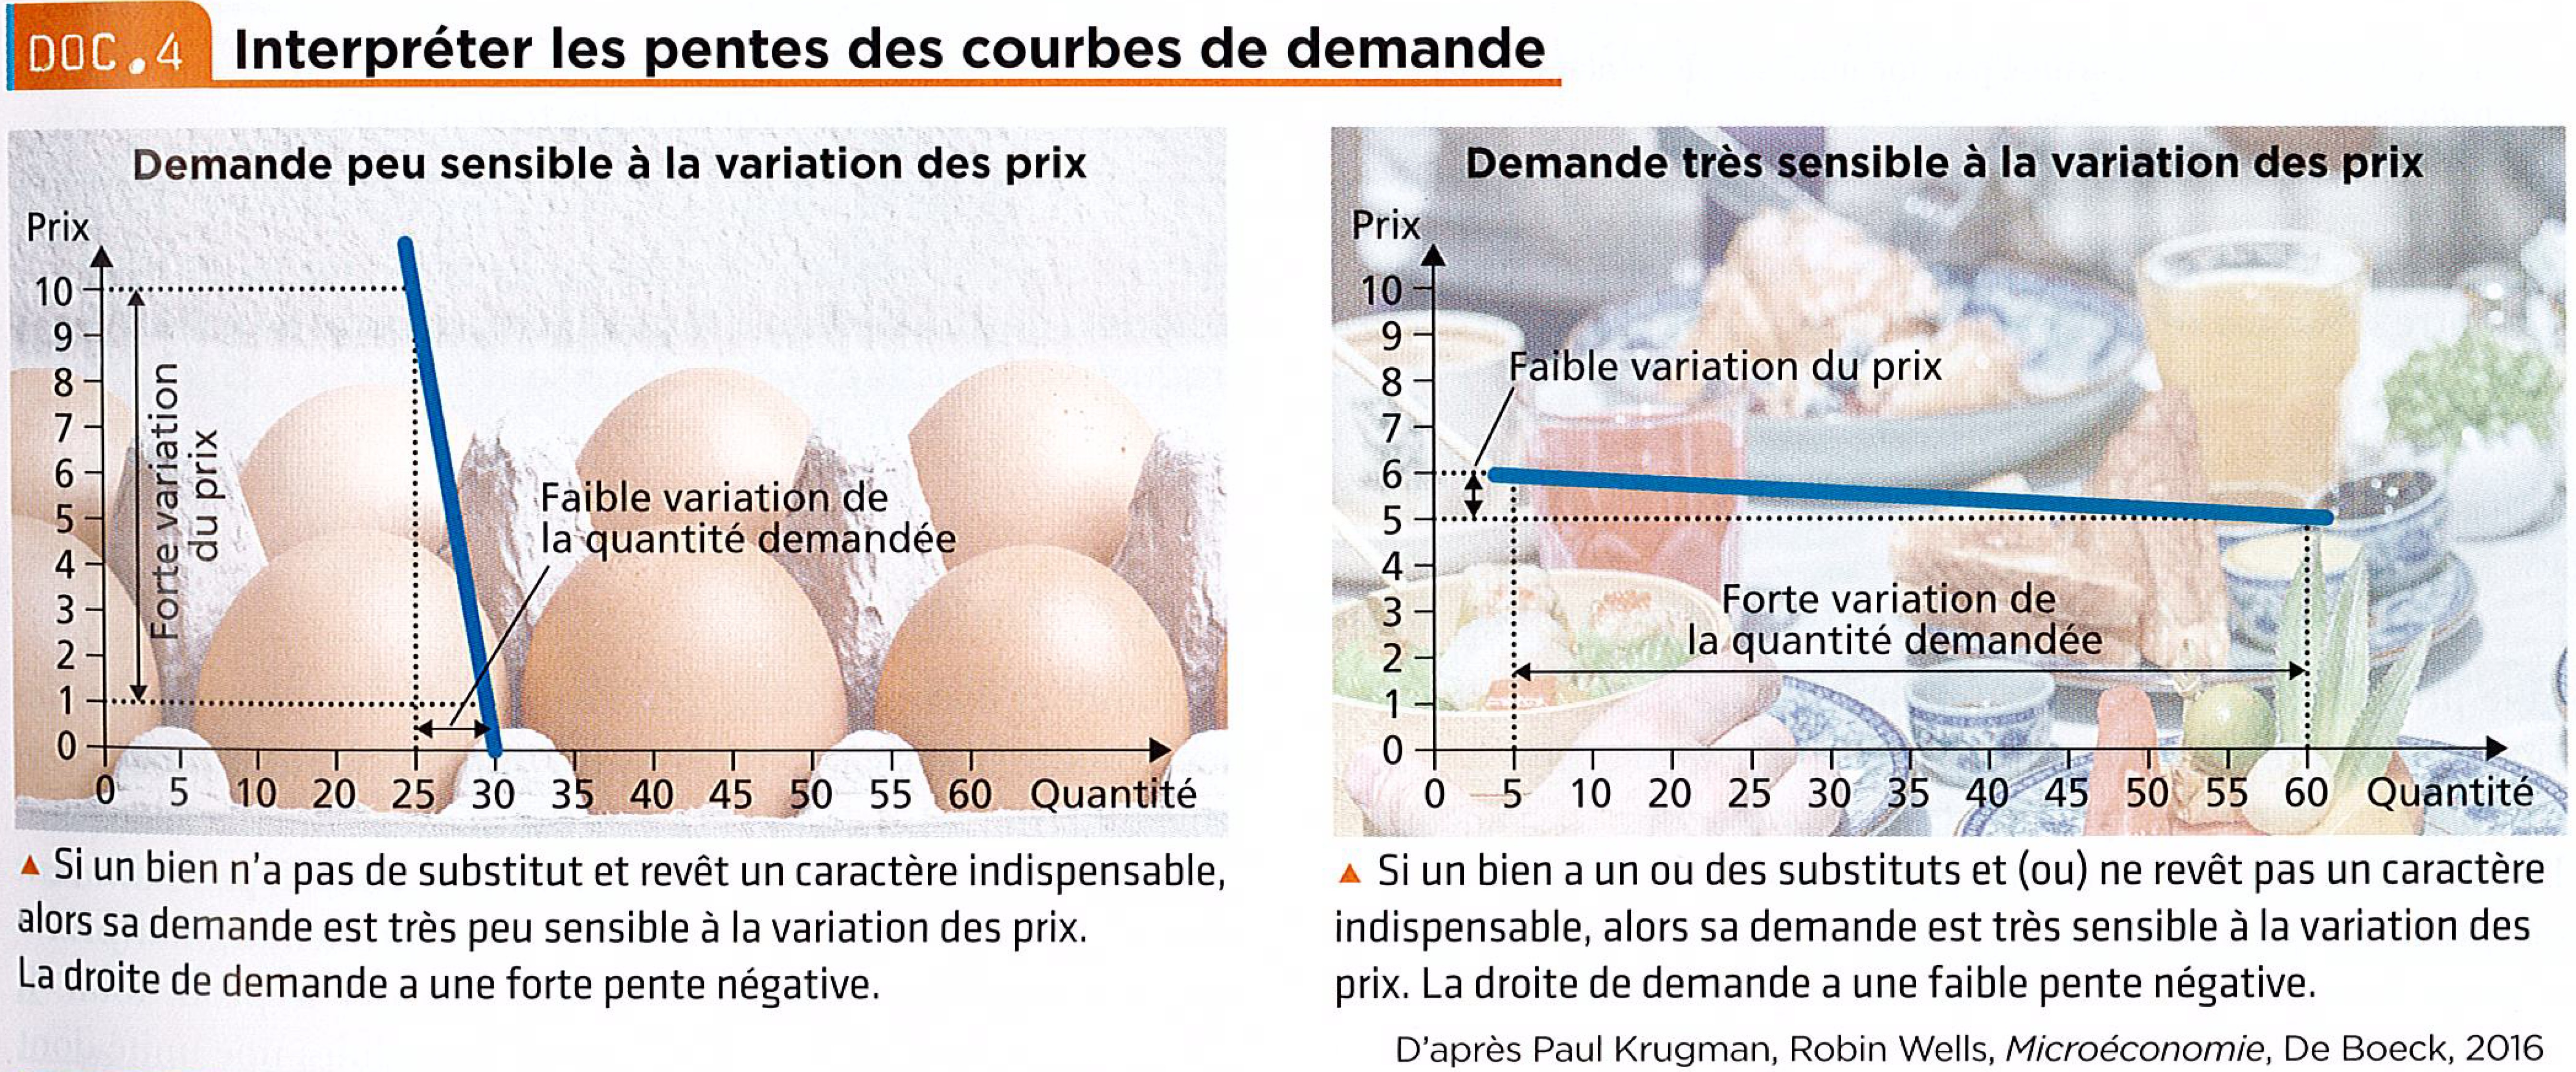 DOC.4 Interpréter les pentes des courbes de demande
Demande peu sensible à la variation des prix
Prix
10
9
8
7
6
5
4
3
2
1
0
Forte variation
du prix
Faible variation de
la quantité demandée
0 5 10 20 25 30 35 40 45 50 55 60 Quantité
▲ Si un bien n'a pas de substitut et revêt un caractère indispensable,
alors sa demande est très peu sensible à la variation des prix.
La droite de demande a une forte pente négative.
Demande très sensible à la variation des prix
Prix
10
9
8
7
6
5
4
3
2
1
0
Faible variation du prix
Forte variation de
la quantité demandée
0 5 10 20 25 30 35 40 45 50 55 60 Quantité
▲ Si un bien a un ou des substituts et (ou) ne revêt pas un caractère
indispensable, alors sa demande est très sensible à la variation des
prix. La droite de demande a une faible pente négative.
D'après Paul Krugman, Robin Wells, Microéconomie, De Boeck, 2016